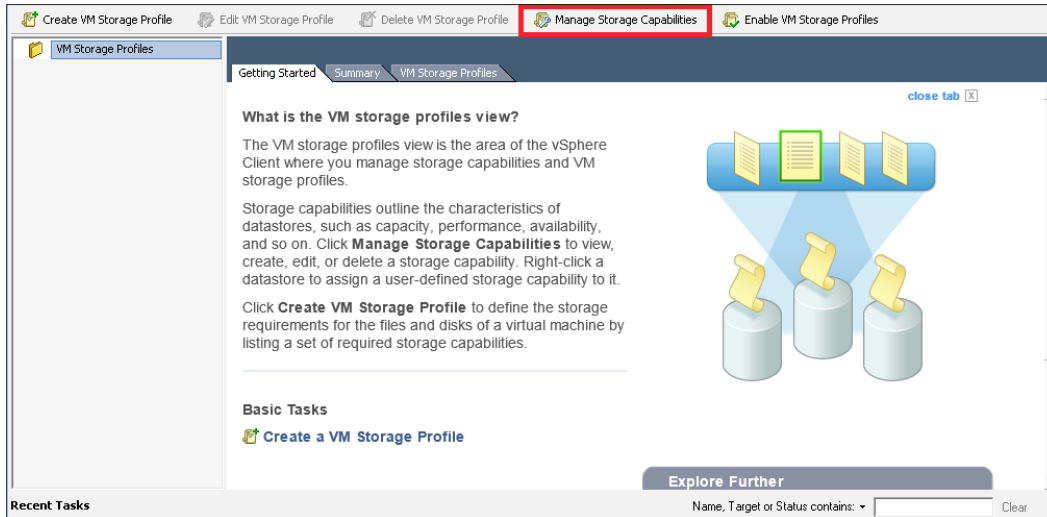 Create VM Storage Profile Edit VM Storage Profile Delete VM Storage Profile Manage Storage Capabilities Enable VM Storage Profiles
VM Storage Profiles
Getting Started Summary VM Storage Profiles
close tab X
What is the VM storage profiles view?
The VM storage profiles view is the area of the vSphere
Client where you manage storage capabilities and VM
storage profiles.
Storage capabilities outline the characteristics of
datastores, such as capacity, performance, availability,
and so on. Click Manage Storage Capabilities to view,
create, edit, or delete a storage capability. Right-click a
datastore to assign a user-defined storage capability to it.
Click Create VM Storage Profile to define the storage
requirements for the files and disks of a virtual machine by
listing a set of required storage capabilities.
Basic Tasks
Create a VM Storage Profile
Explore Further
Recent Tasks Name, Target or Status contains: Clear